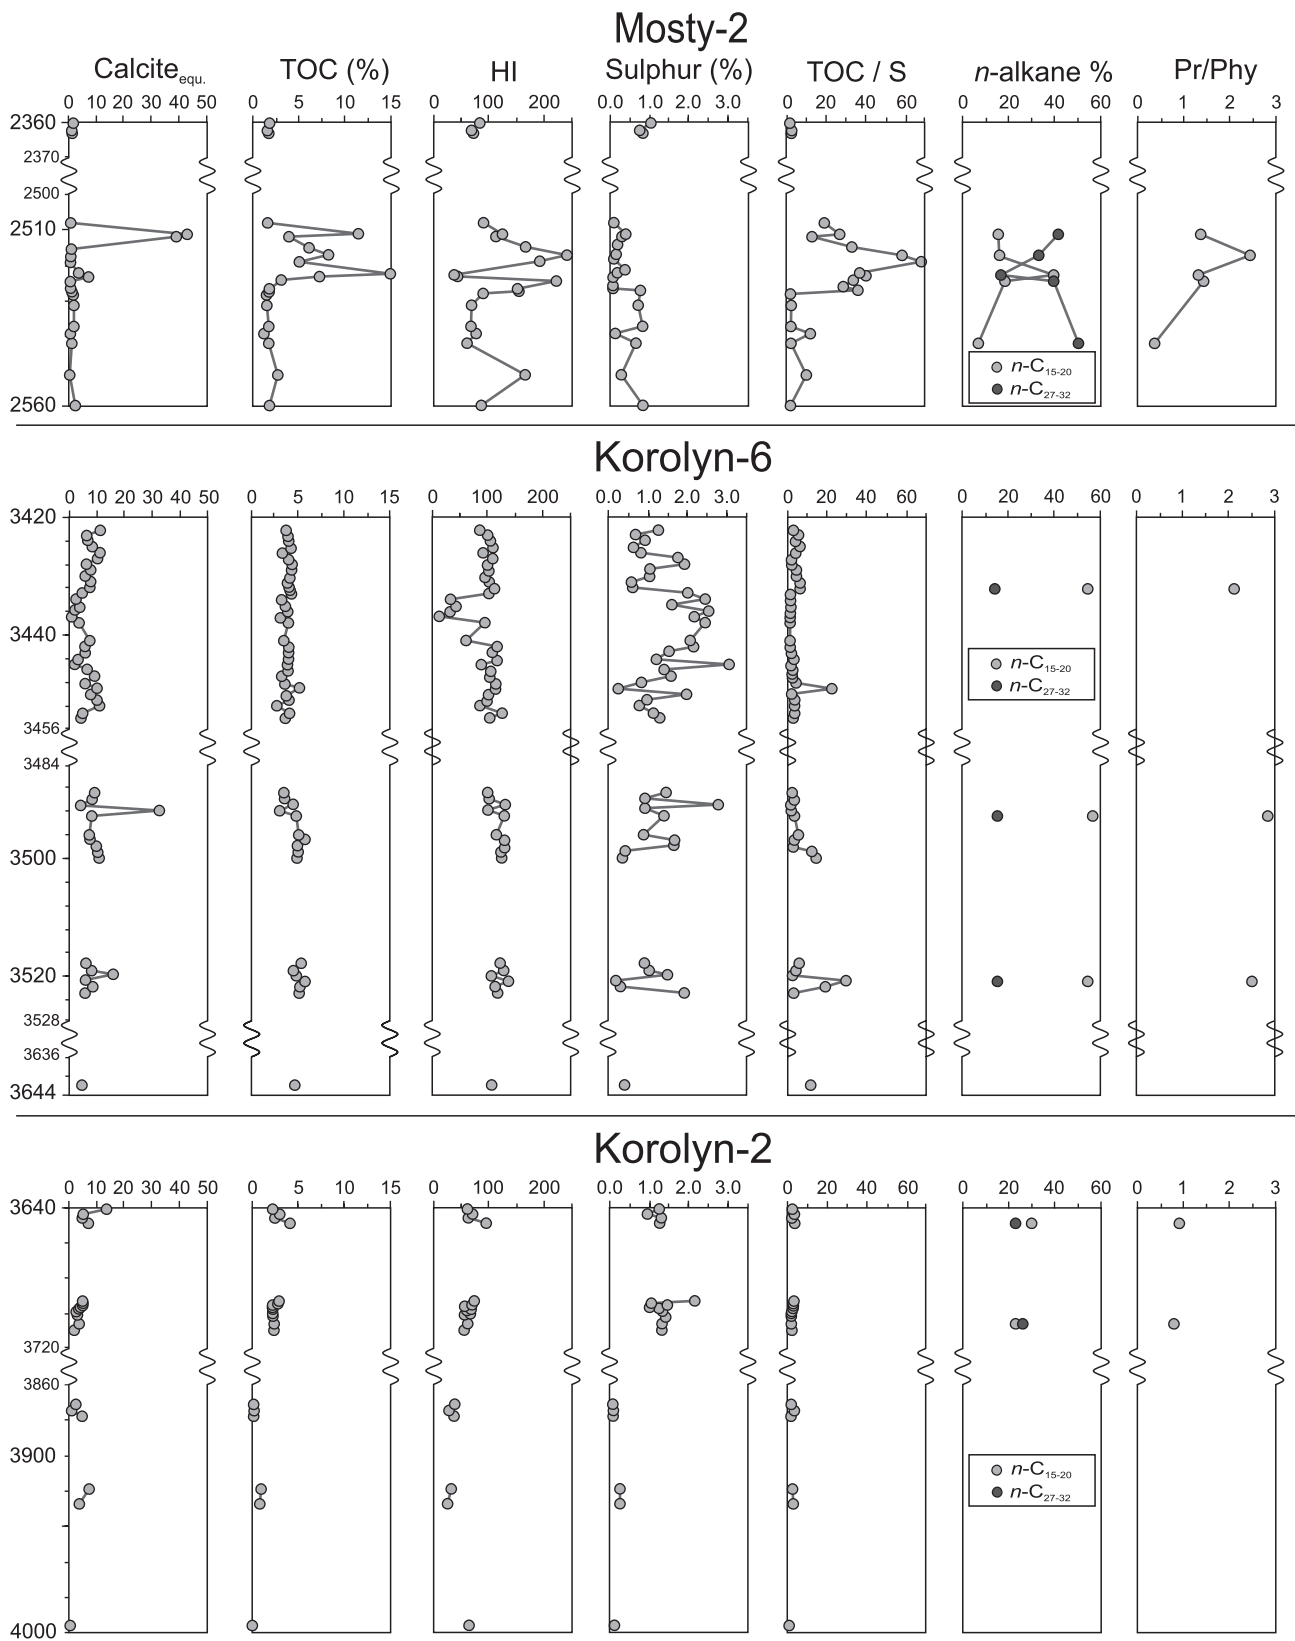 Mosty-2
Calcite equ. TOC (%) HI Sulphur (%) TOC / S n-alkane % Pr/Phy
0 10 20 30 40 50 0 5 10 15 0 100 200 0.0 1.0 2.0 3.0 0 20 40 60 0 20 40 60 0 1 2 3
2360
2370
2500
2510
n-C15-20
n-C27-32
2560
Korolyn-6
0 10 20 30 40 50 0 5 10 15 0 100 200 0.0 1.0 2.0 3.0 0 20 40 60 0 20 40 60 0 1 2 3
3420
3440
n-C15-20
n-C27-32
3456
3484
3500
3520
3528
3636
3644
Korolyn-2
0 10 20 30 40 50 0 5 10 15 0 100 200 0.0 1.0 2.0 3.0 0 20 40 60 0 20 40 60 0 1 2 3
3640
3720
3860
3900
n-C15-20
n-C27-32
4000